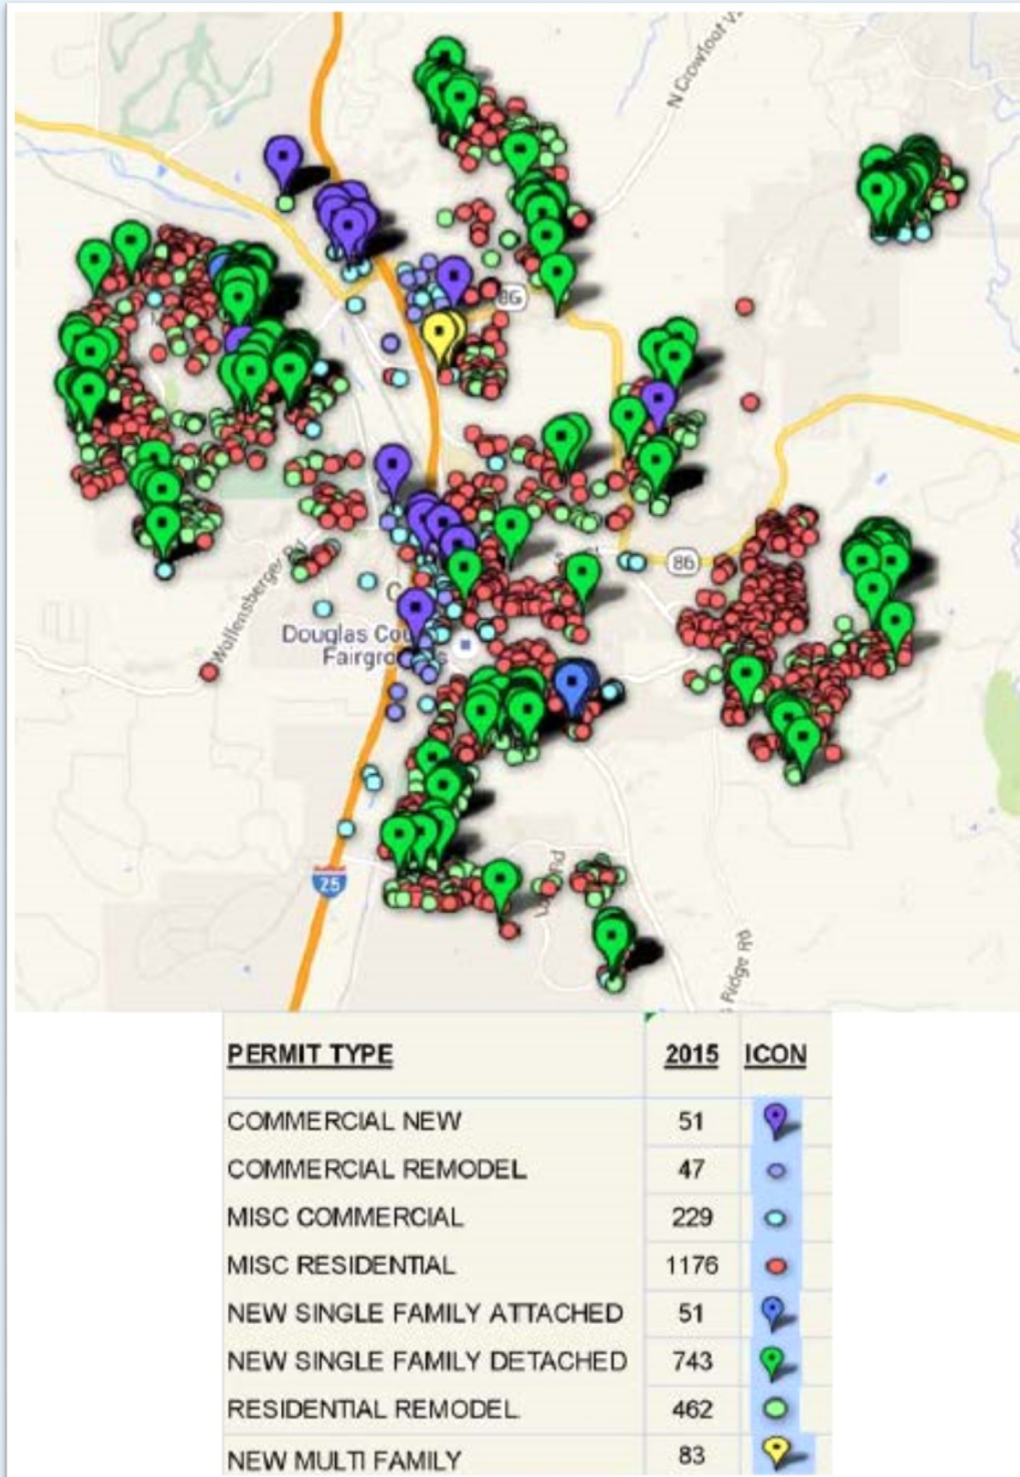 N Crowfoot V
86
86
Wolfensberger Rd
Douglas Cou
Fairgro
Rd
25
Ridge Rd
PERMIT TYPE 2015 ICON
COMMERCIAL NEW 51
COMMERCIAL REMODEL 47
MISC COMMERCIAL 229
MISC RESIDENTIAL 1176
NEW SINGLE FAMILY ATTACHED 51
NEW SINGLE FAMILY DETACHED 743
RESIDENTIAL REMODEL 462
NEW MULTI FAMILY 83